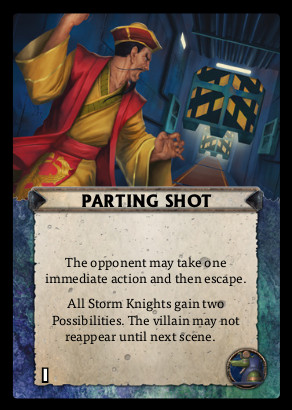 PARTING SHOT
The opponent may take one
immediate action and then escape.
All Storm Knights gain two
Possibilities. The villain may not
reappear until next scene.